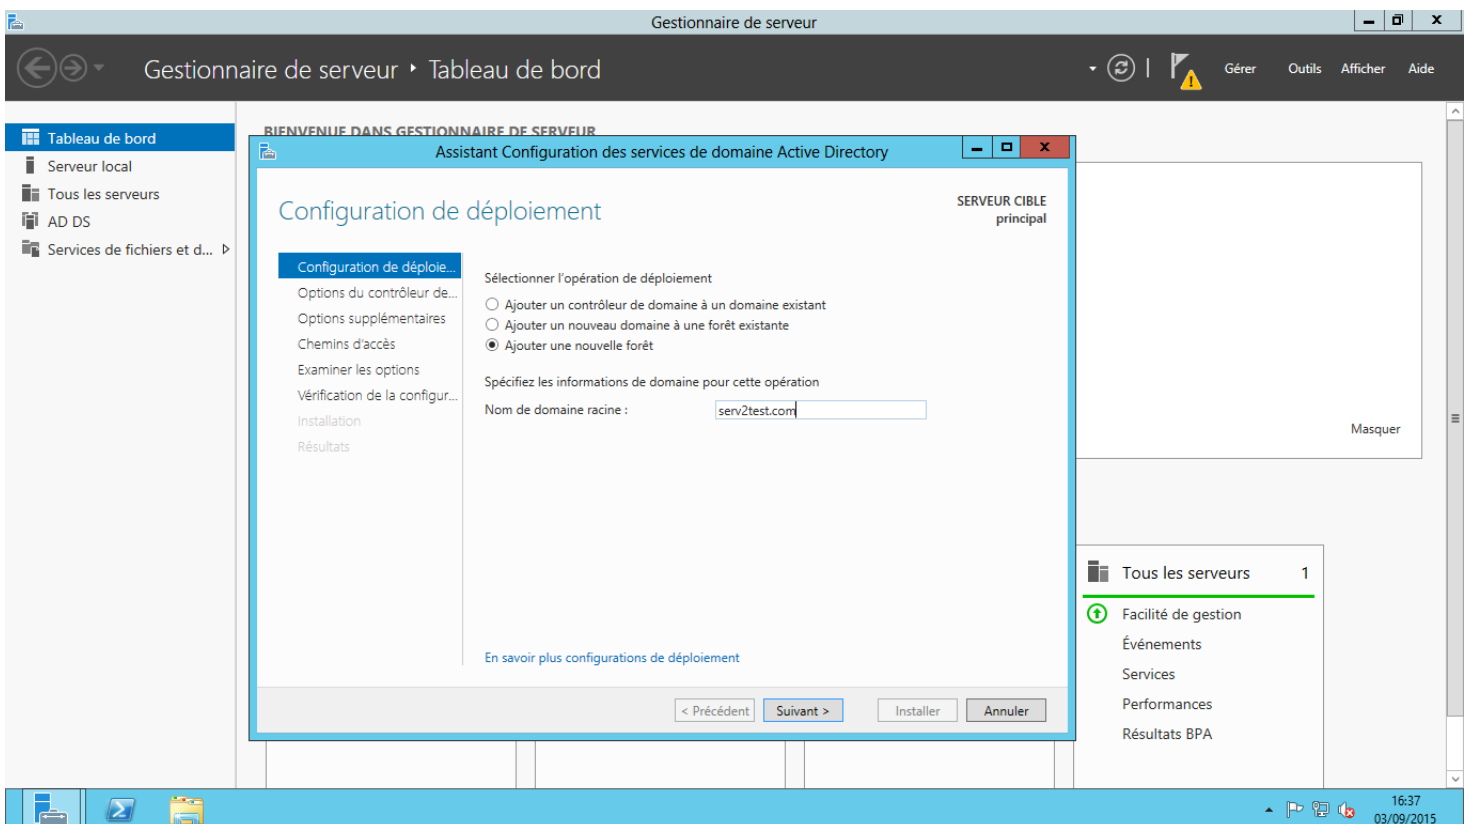 Gestionnaire de serveur
Gestionnaire de serveur
Tableau de bord
Gérer
Outils
Afficher
Aide
Tableau de bord
Serveur local
Tous les serveurs
AD DS
Services de fichiers et d...
BIENVENUE DANS GESTIONNAIRE DE SERVEUR
Assistant Configuration des services de domaine Active Directory
Configuration de déploiement
SERVEUR CIBLE
principal
Configuration de déploie...
Options du contrôleur de...
Options supplémentaires
Chemins d'accès
Examiner les options
Vérification de la configur...
Installation
Résultats
Sélectionner l'opération de déploiement
Ajouter un contrôleur de domaine à un domaine existant
Ajouter un nouveau domaine à une forêt existante
Ajouter une nouvelle forêt
Spécifiez les informations de domaine pour cette opération
Nom de domaine racine :
serv2test.com
En savoir plus configurations de déploiement
< Précédent
Suivant >
Installer
Annuler
Masquer
Tous les serveurs
1
Facilité de gestion
Événements
Services
Performances
Résultats BPA
16:37
03/09/2015